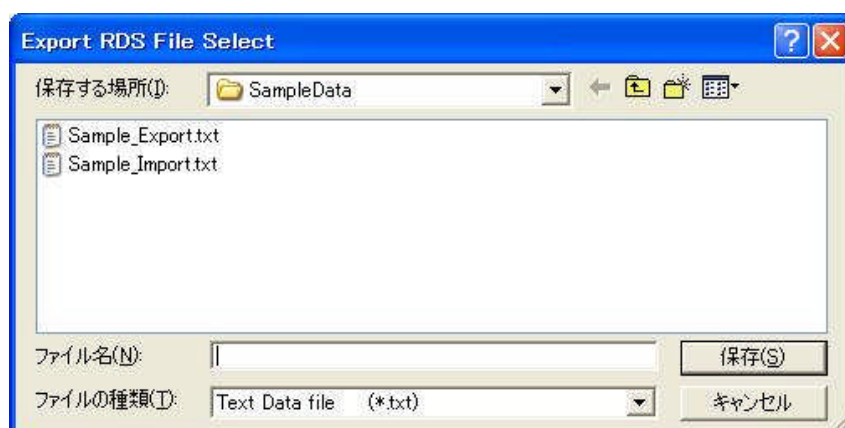 Export RDS File Select
保存する場所(I): SampleData
Sample_Export.txt
Sample_Import.txt
ファイル名(N): 保存(S)
ファイルの種類(T): Text Data file (*.txt) キャンセル